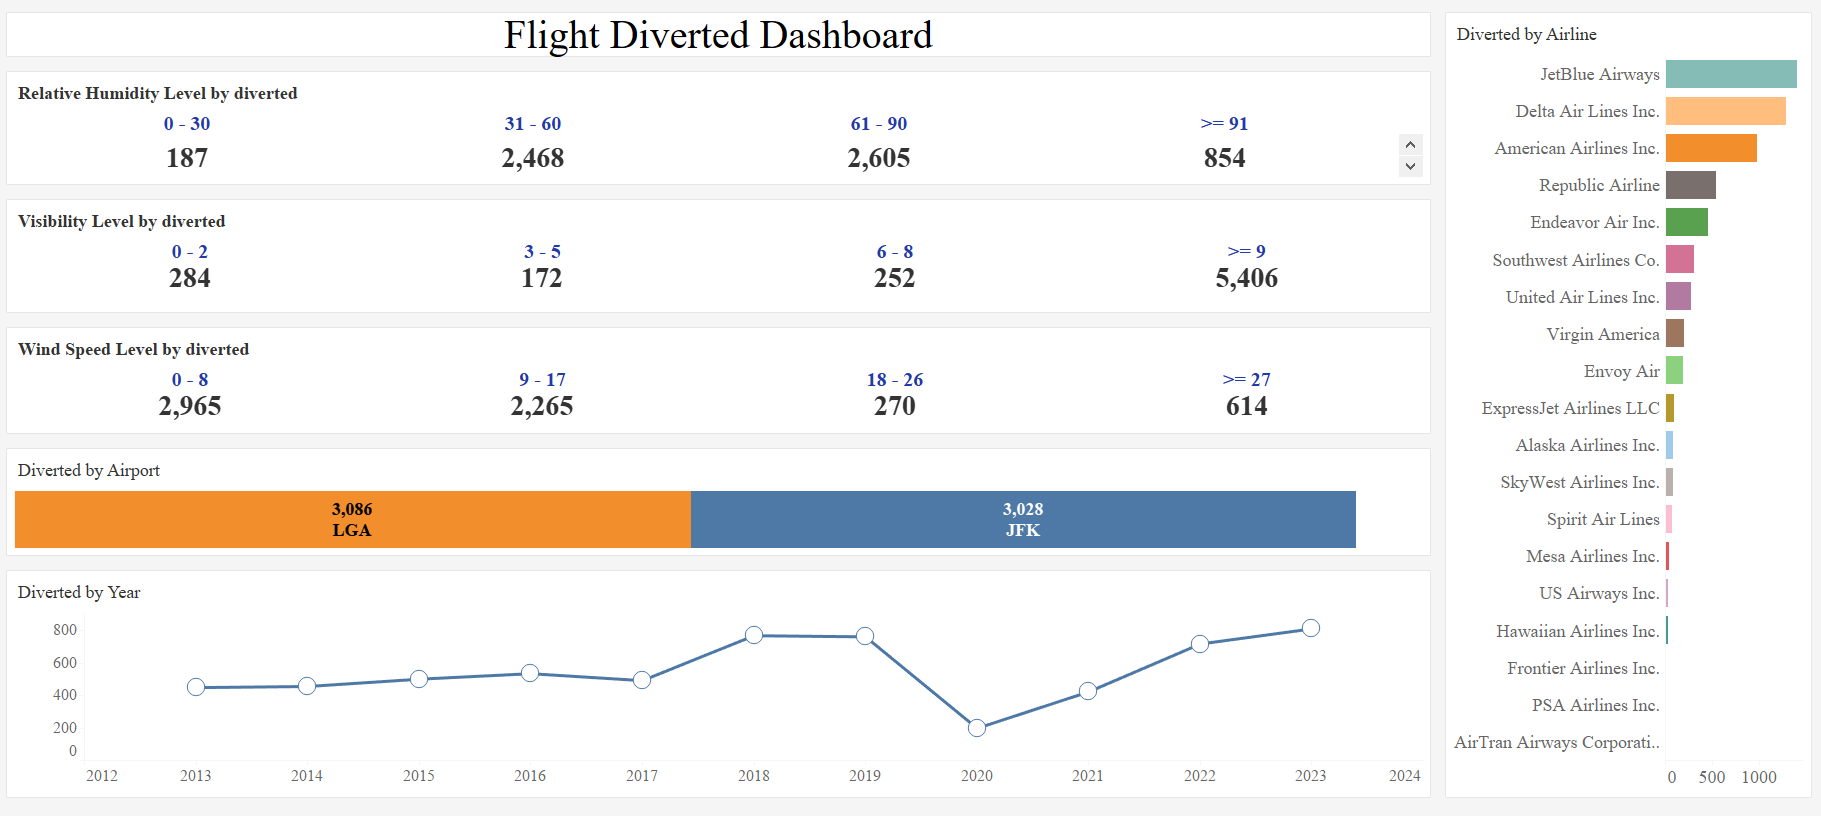 Flight Diverted Dashboard
Relative Humidity Level by diverted
0 - 30 31 - 60 61 - 90 >= 91
187 2,468 2,605 854
Visibility Level by diverted
0 - 2 3 - 5 6 - 8 >= 9
284 172 252 5,406
Wind Speed Level by diverted
0 - 8 9 - 17 18 - 26 >= 27
2,965 2,265 270 614
Diverted by Airport
3,086 3,028
LGA JFK
Diverted by Year
800
600
400
200
0
2012 2013 2014 2015 2016 2017 2018 2019 2020 2021 2022 2023 2024
Diverted by Airline
JetBlue Airways
Delta Air Lines Inc.
American Airlines Inc.
Republic Airline
Endeavor Air Inc.
Southwest Airlines Co.
United Air Lines Inc.
Virgin America
Envoy Air
ExpressJet Airlines LLC
Alaska Airlines Inc.
SkyWest Airlines Inc.
Spirit Air Lines
Mesa Airlines Inc.
US Airways Inc.
Hawaiian Airlines Inc.
Frontier Airlines Inc.
PSA Airlines Inc.
AirTran Airways Corporati..
0 500 1000